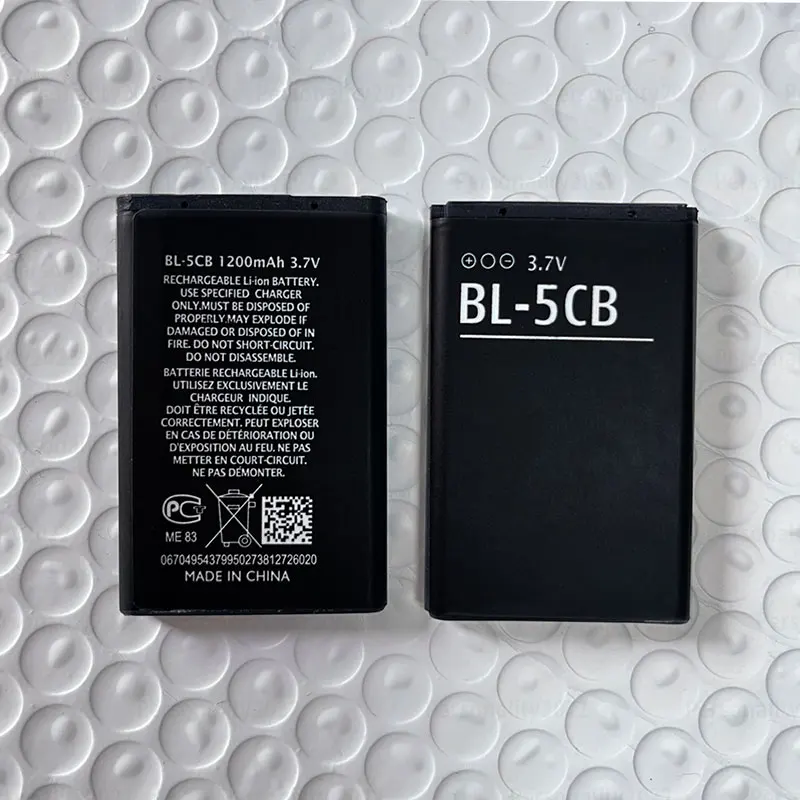 BL-5CB 1200mAh 3.7V
RECHARGEABLE Li-ion BATTERY.
USE SPECIFIED CHARGER
ONLY.MUST BE DISPOSED OF
PROPERLY.MAY EXPLODE IF
DAMAGED OR DISPOSED OF IN
FIRE. DO NOT SHORT-CIRCUIT.
DO NOT DISASSEMBLE.
BATTERIE RECHARGEABLE Li-ion.
UTILISEZ EXCLUSIVEMENT LE
CHARGEUR INDIQUE.
DOIT ÊTRE RECYCLÉE OU JETÉE
CORRECTEMENT. PEUT EXPLOSER
EN CAS DE DÉTÉRIORATION OU
D'EXPOSITION AU FEU. NE PAS
METTER EN COURT-CIRCUIT.
NE PAS DÉMONTER.
ME 83
06704954379950273812726020
MADE IN CHINA
3.7V
BL-5CB